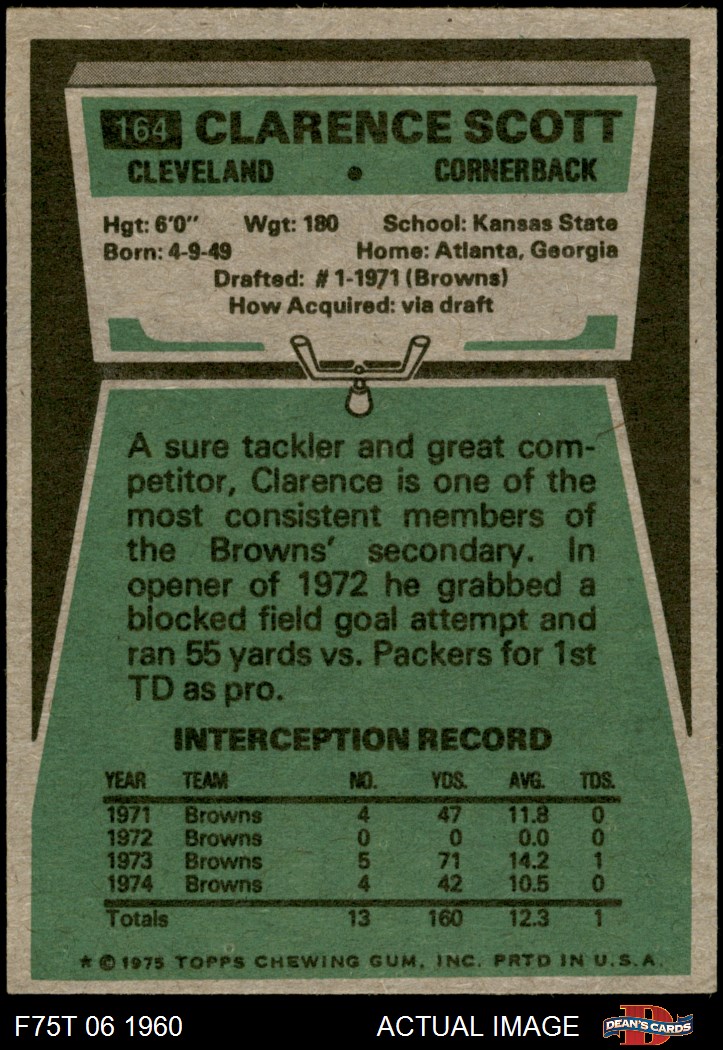 164 CLARENCE SCOTT
CLEVELAND • CORNERBACK
Hgt: 6'0" Wgt: 180 School: Kansas State
Born: 4-9-49 Home: Atlanta, Georgia
Drafted: #1-1971 (Browns)
How Acquired: via draft
A sure tackler and great com-
petitor, Clarence is one of the
most consistent members of
the Browns' secondary. In
opener of 1972 he grabbed a
blocked field goal attempt and
ran 55 yards vs. Packers for 1st
TD as pro.
INTERCEPTION RECORD
YEAR TEAM NO. YDS. AVG. TDS.
1971 Browns 4 47 11.8 0
1972 Browns 0 0 0.0 0
1973 Browns 5 71 14.2 1
1974 Browns 4 42 10.5 0
Totals 13 160 12.3 1
* © 1975 TOPPS CHEWING GUM, INC. PRTD IN U.S.A.
F75T 06 1960 ACTUAL IMAGE D DEAN'S CARDS